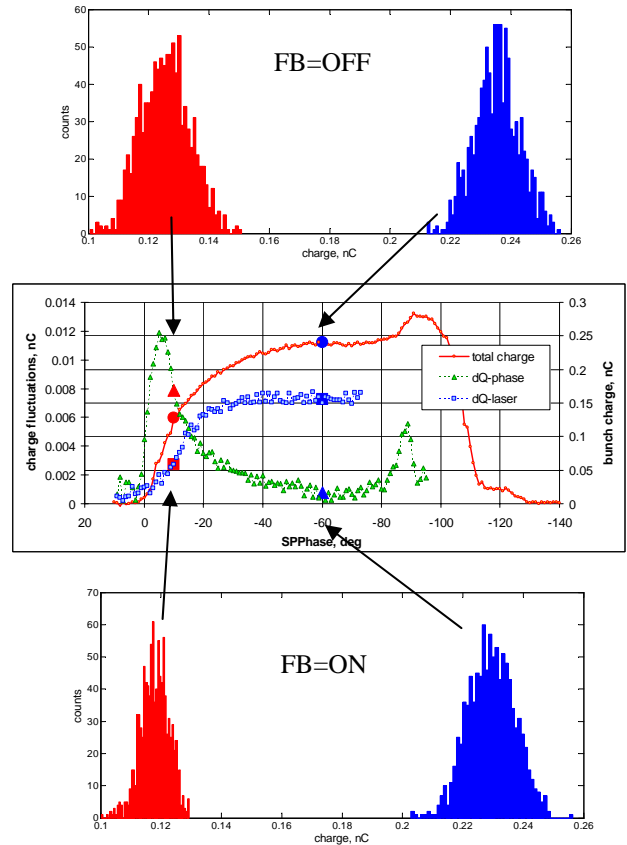 60
50
40
30
20
10
0
counts
FB=OFF
0.1 0.12 0.14 0.16 0.18 0.2 0.22 0.24 0.26
charge, nC
0.014
0.012
0.01
0.008
0.006
0.004
0.002
0
charge fluctuations, nC
0.3
0.25
0.2
0.15
0.1
0.05
0
bunch charge, nC
total charge
dQ-phase
dQ-laser
20 0 -20 -40 -60 -80 -100 -120 -140
SPPhase, deg
70
60
50
40
30
20
10
0
counts
FB=ON
0.1 0.12 0.14 0.16 0.18 0.2 0.22 0.24 0.26
charge, nC